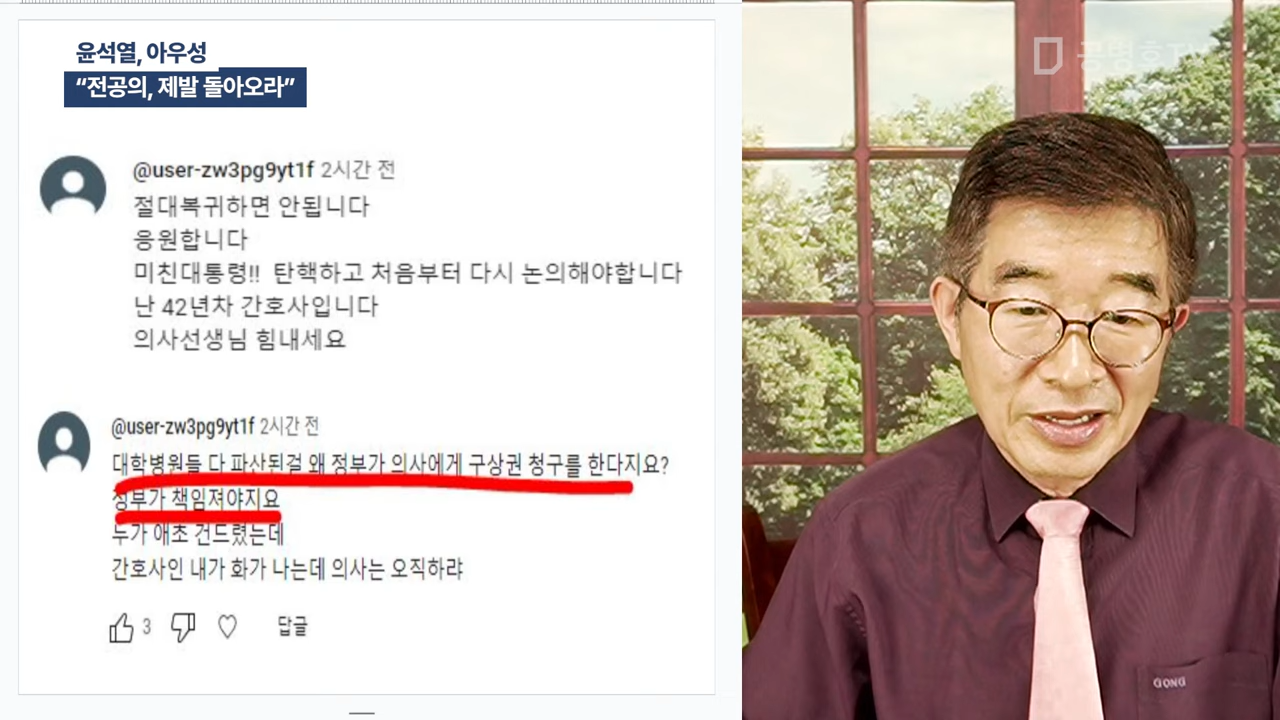 윤석열, 아우성
“전공의, 제발 돌아오라”
@user-zw3pg9yt1f 2시간 전
절대복귀하면 안됩니다
응원합니다
미친대통령!! 탄핵하고 처음부터 다시 논의해야합니다
난 42년차 간호사입니다
의사선생님 힘내세요
@user-zw3pg9yt1f 2시간 전
대학병원들 다 파산된걸 왜 정부가 의사에게 구상권 청구를 한다지요?
정부가 책임져야지요
누가 애초 건드렸는데
간호사인 내가 화가 나는데 의사는 오직하랴
3 답글
공병호TV
GONG